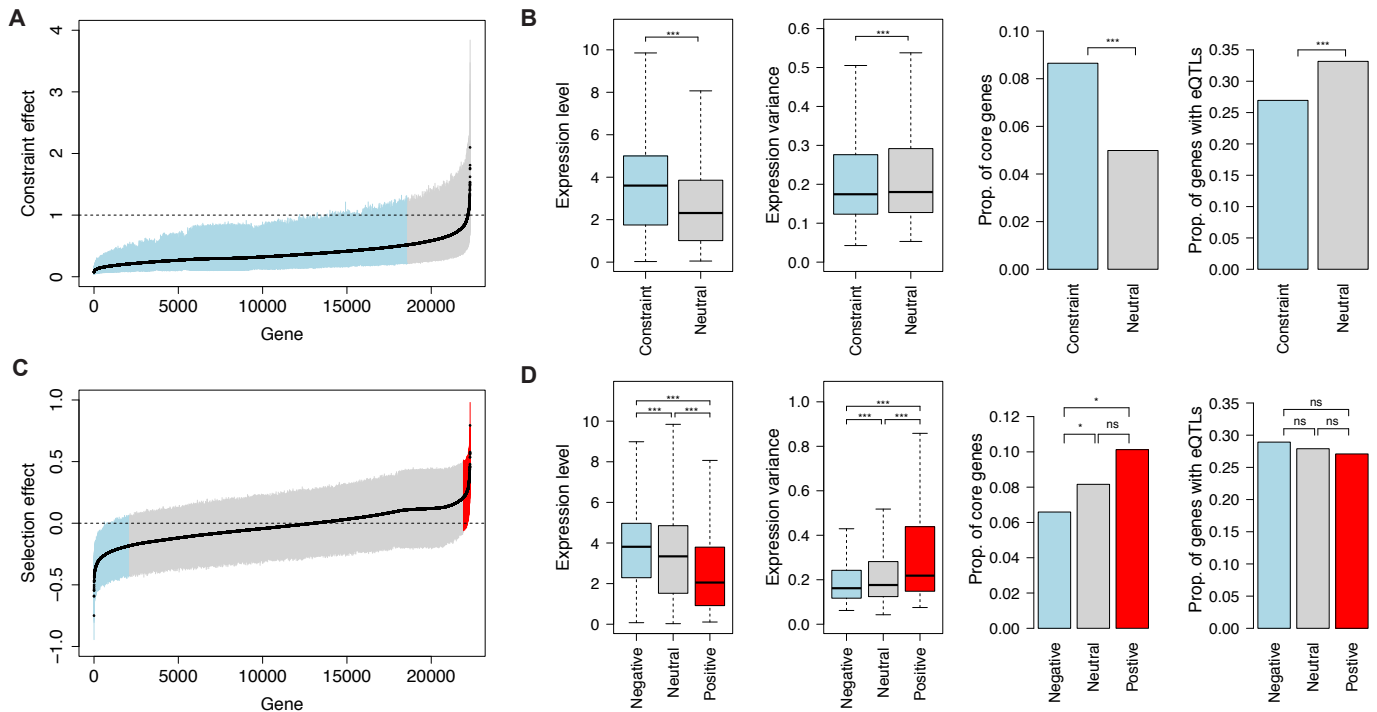 A
Constraint effect
4
3
2
1
0
0 5000 10000 15000 20000
Gene
B
Expression level
10
8
6
4
2
0
***
Constraint
Neutral
Expression variance
0.6
0.5
0.4
0.3
0.2
0.1
0.0
***
Constraint
Neutral
Prop. of core genes
0.10
0.08
0.06
0.04
0.02
0.00
***
Constraint
Neutral
Prop. of genes with eQTLs
0.35
0.30
0.25
0.20
0.15
0.10
0.05
0.00
***
Constraint
Neutral
C
Selection effect
1.0
0.5
0.0
−0.5
−1.0
0 5000 10000 15000 20000
Gene
D
Expression level
10
8
6
4
2
0
***
*** ***
Negative
Neutral
Positive
Expression variance
1.0
0.8
0.6
0.4
0.2
0.0
***
*** ***
Negative
Neutral
Positive
Prop. of core genes
0.12
0.10
0.08
0.06
0.04
0.02
0.00
*
* ns
Negative
Neutral
Postive
Prop. of genes with eQTLs
0.35
0.30
0.25
0.20
0.15
0.10
0.05
0.00
ns
ns ns
Negative
Neutral
Postive